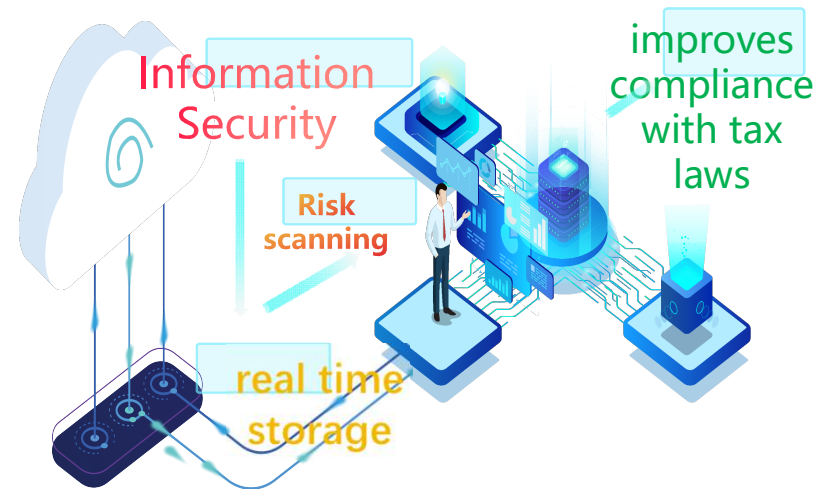 Information
Security
improves
compliance
with tax
laws
Risk
scanning
real time
storage